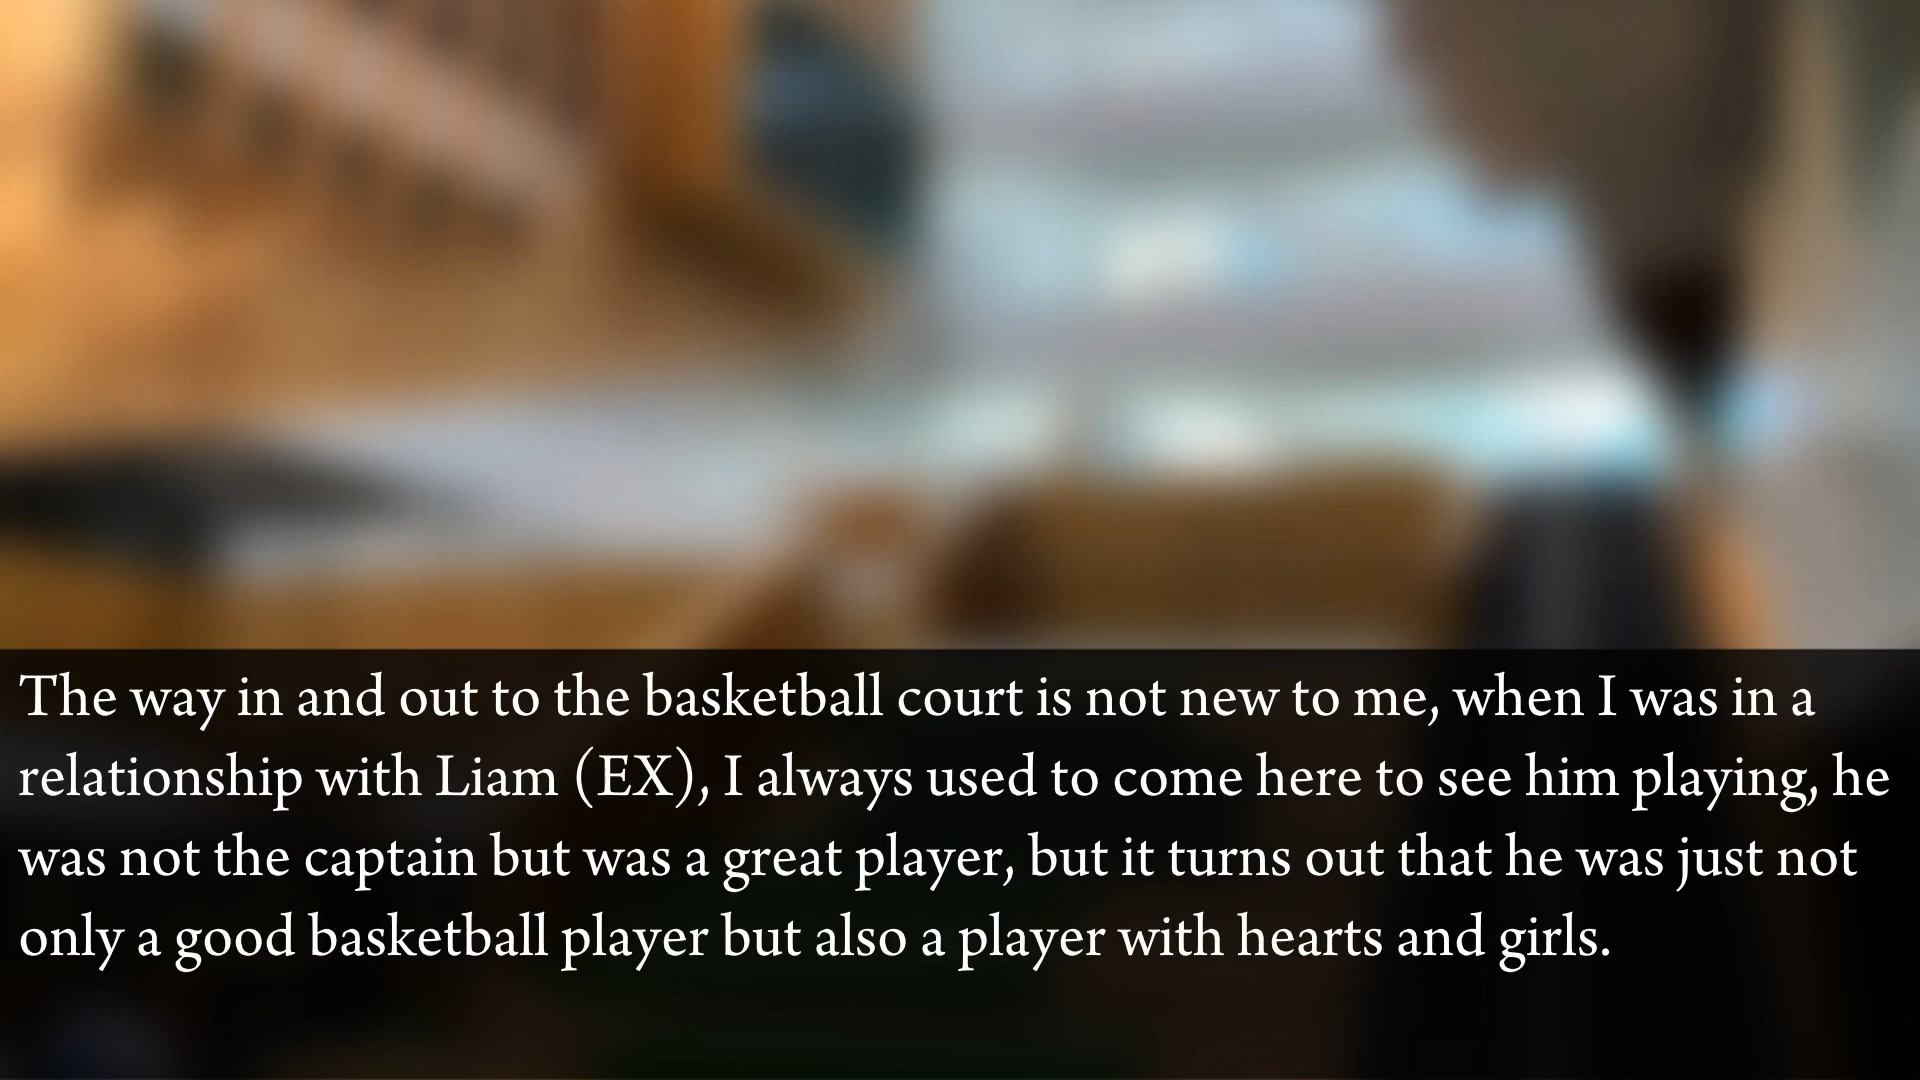 The way in and out to the basketball court is not new to me, when I was in a
relationship with Liam (EX), I always used to come here to see him playing, he
was not the captain but was a great player, but it turns out that he was just not
only a good basketball player but also a player with hearts and girls.